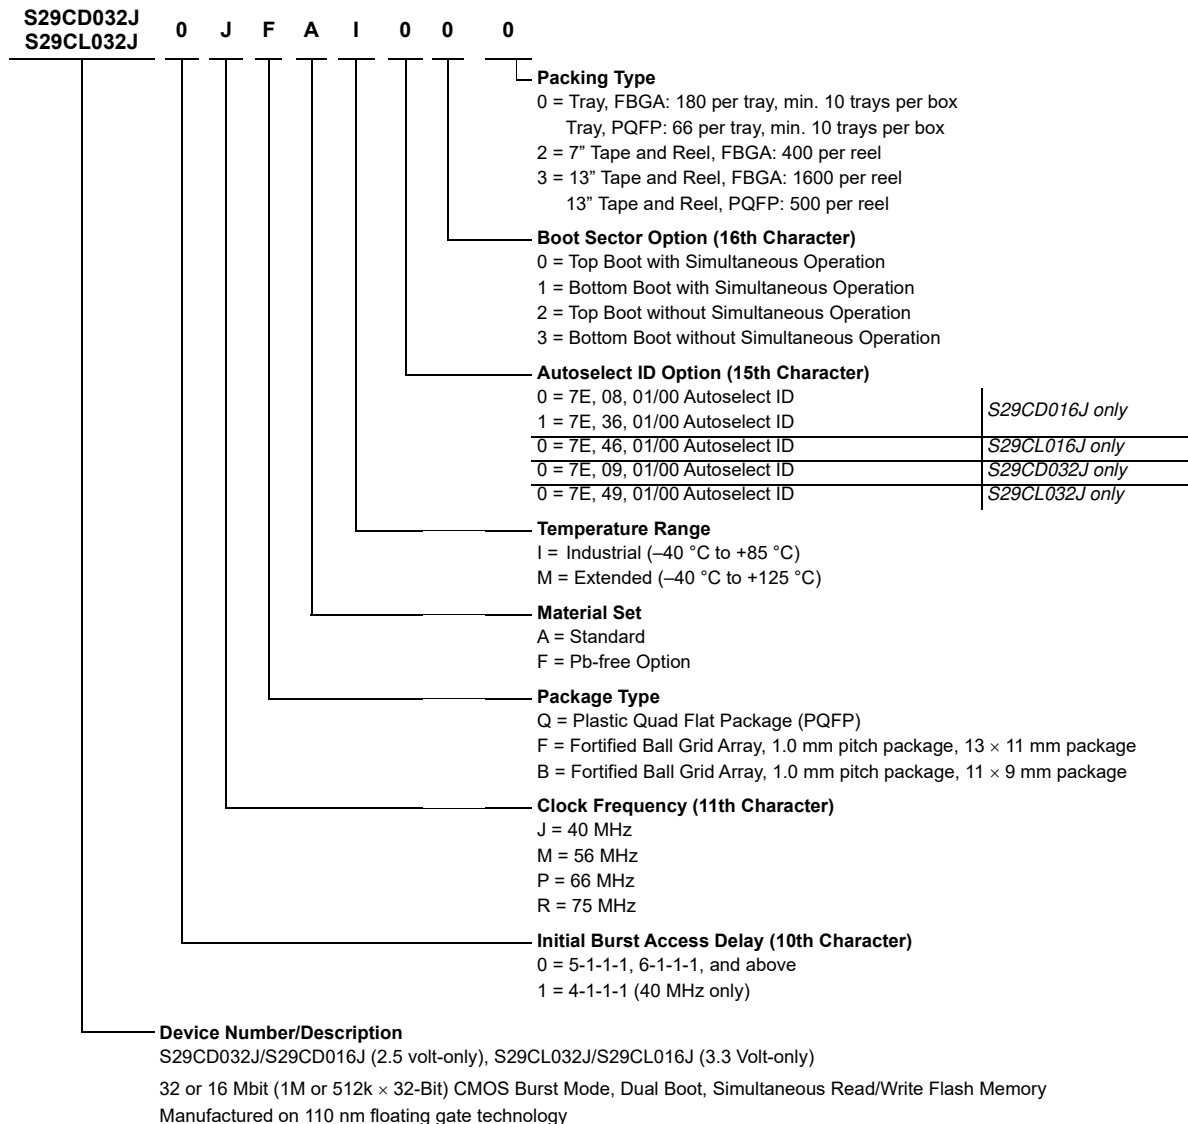 S29CD032J
S29CL032J
0 J F A I 0 0 0
Packing Type
0 = Tray, FBGA: 180 per tray, min. 10 trays per box
Tray, PQFP: 66 per tray, min. 10 trays per box
2 = 7” Tape and Reel, FBGA: 400 per reel
3 = 13” Tape and Reel, FBGA: 1600 per reel
13” Tape and Reel, PQFP: 500 per reel
Boot Sector Option (16th Character)
0 = Top Boot with Simultaneous Operation
1 = Bottom Boot with Simultaneous Operation
2 = Top Boot without Simultaneous Operation
3 = Bottom Boot without Simultaneous Operation
Autoselect ID Option (15th Character)
0 = 7E, 08, 01/00 Autoselect ID
1 = 7E, 36, 01/00 Autoselect ID
S29CD016J only
0 = 7E, 46, 01/00 Autoselect ID S29CL016J only
0 = 7E, 09, 01/00 Autoselect ID S29CD032J only
0 = 7E, 49, 01/00 Autoselect ID S29CL032J only
Temperature Range
I = Industrial (–40 °C to +85 °C)
M = Extended (–40 °C to +125 °C)
Material Set
A = Standard
F = Pb-free Option
Package Type
Q = Plastic Quad Flat Package (PQFP)
F = Fortified Ball Grid Array, 1.0 mm pitch package, 13 × 11 mm package
B = Fortified Ball Grid Array, 1.0 mm pitch package, 11 × 9 mm package
Clock Frequency (11th Character)
J = 40 MHz
M = 56 MHz
P = 66 MHz
R = 75 MHz
Initial Burst Access Delay (10th Character)
0 = 5-1-1-1, 6-1-1-1, and above
1 = 4-1-1-1 (40 MHz only)
Device Number/Description
S29CD032J/S29CD016J (2.5 volt-only), S29CL032J/S29CL016J (3.3 Volt-only)
32 or 16 Mbit (1M or 512k × 32-Bit) CMOS Burst Mode, Dual Boot, Simultaneous Read/Write Flash Memory
Manufactured on 110 nm floating gate technology